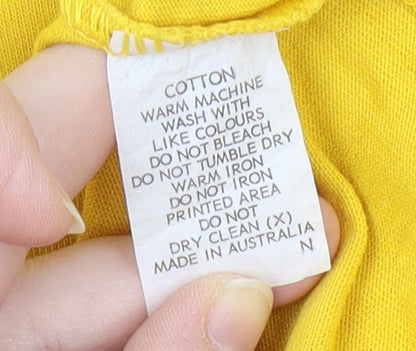 COTTON
WARM MACHINE
WASH WITH
LIKE COLOURS
DO NOT BLEACH
DO NOT TUMBLE DRY
WARM IRON
DO NOT IRON
PRINTED AREA
DO NOT
DRY CLEAN (X)
MADE IN AUSTRALIA
N